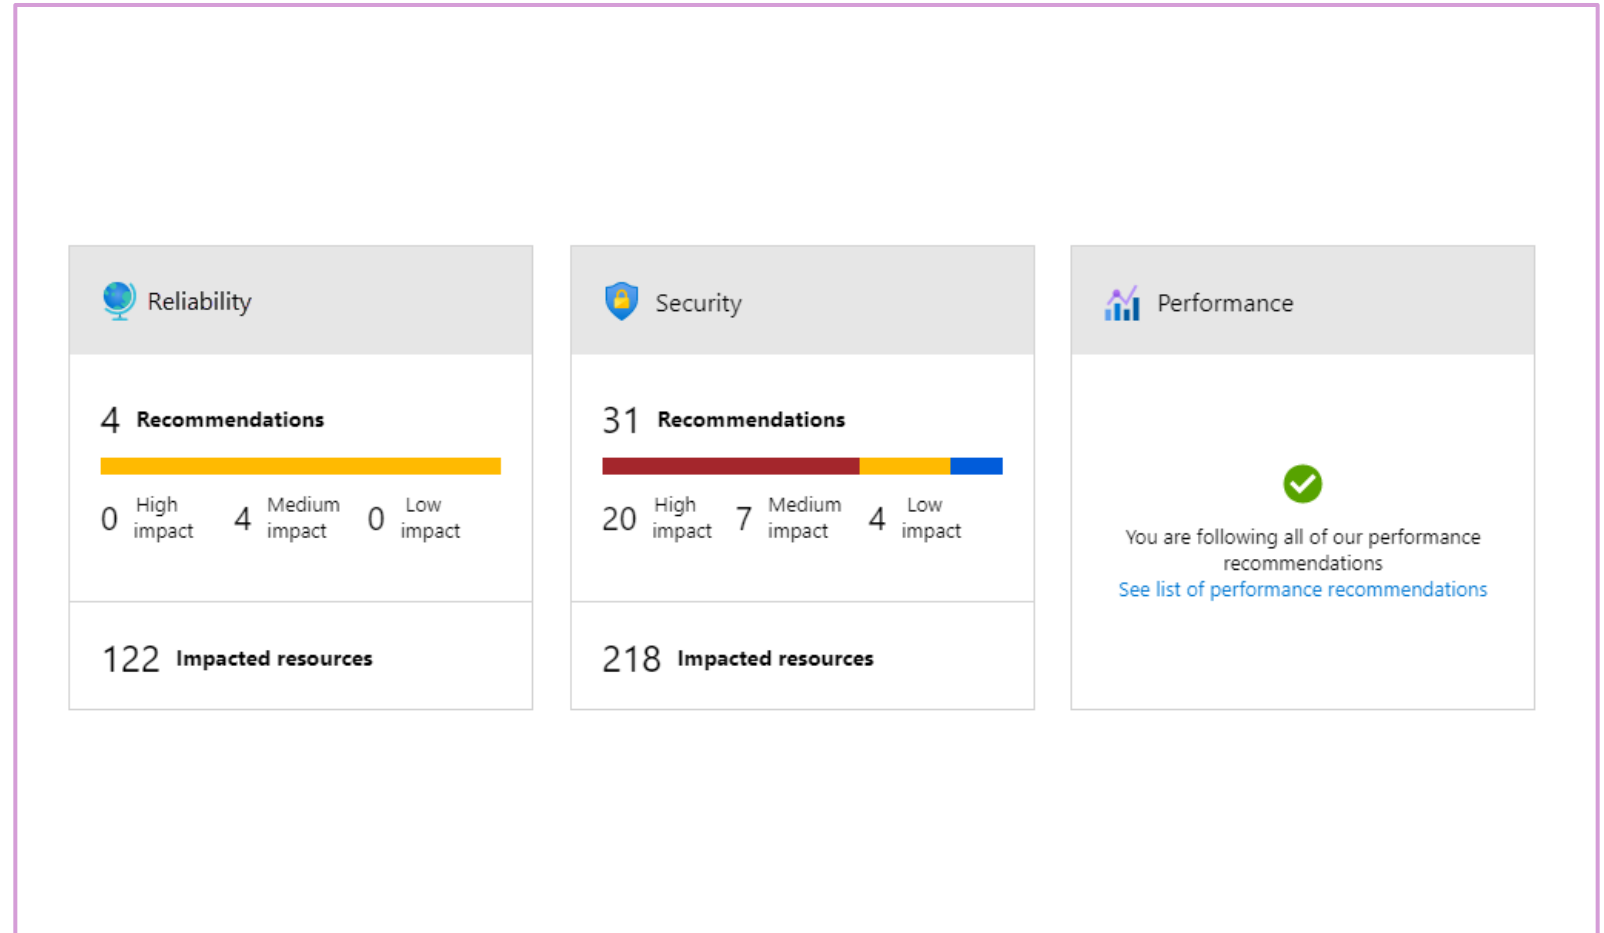 Reliability
4 Recommendations
0 High impact 4 Medium impact 0 Low impact
122 Impacted resources
Security
31 Recommendations
20 High impact 7 Medium impact 4 Low impact
218 Impacted resources
Performance
You are following all of our performance
recommendations
See list of performance recommendations